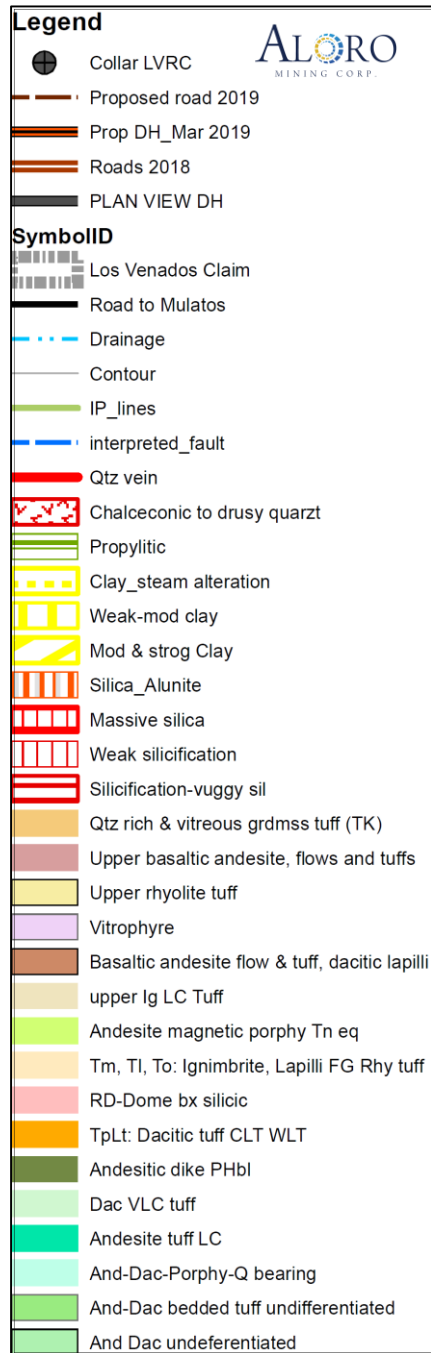 Legend
ALORO
MINING CORP.
Collar LVRC
Proposed road 2019
Prop DH_Mar 2019
Roads 2018
PLAN VIEW DH
SymbolID
Los Venados Claim
Road to Mulatos
Drainage
Contour
IP_lines
interpreted_fault
Qtz vein
Chalceconic to drusy quarzt
Propylitic
Clay_steam alteration
Weak-mod clay
Mod & strog Clay
Silica_Alunite
Massive silica
Weak silicification
Silicification-vuggy sil
Qtz rich & vitreous grdmss tuff (TK)
Upper basaltic andesite, flows and tuffs
Upper rhyolite tuff
Vitrophyre
Basaltic andesite flow & tuff, dacitic lapilli
upper Ig LC Tuff
Andesite magnetic porphy Tn eq
Tm, Tl, To: Ignimbrite, Lapilli FG Rhy tuff
RD-Dome bx silicic
TpLt: Dacitic tuff CLT WLT
Andesitic dike PHbl
Dac VLC tuff
Andesite tuff LC
And-Dac-Porphy-Q bearing
And-Dac bedded tuff undifferentiated
And Dac undeferentiated